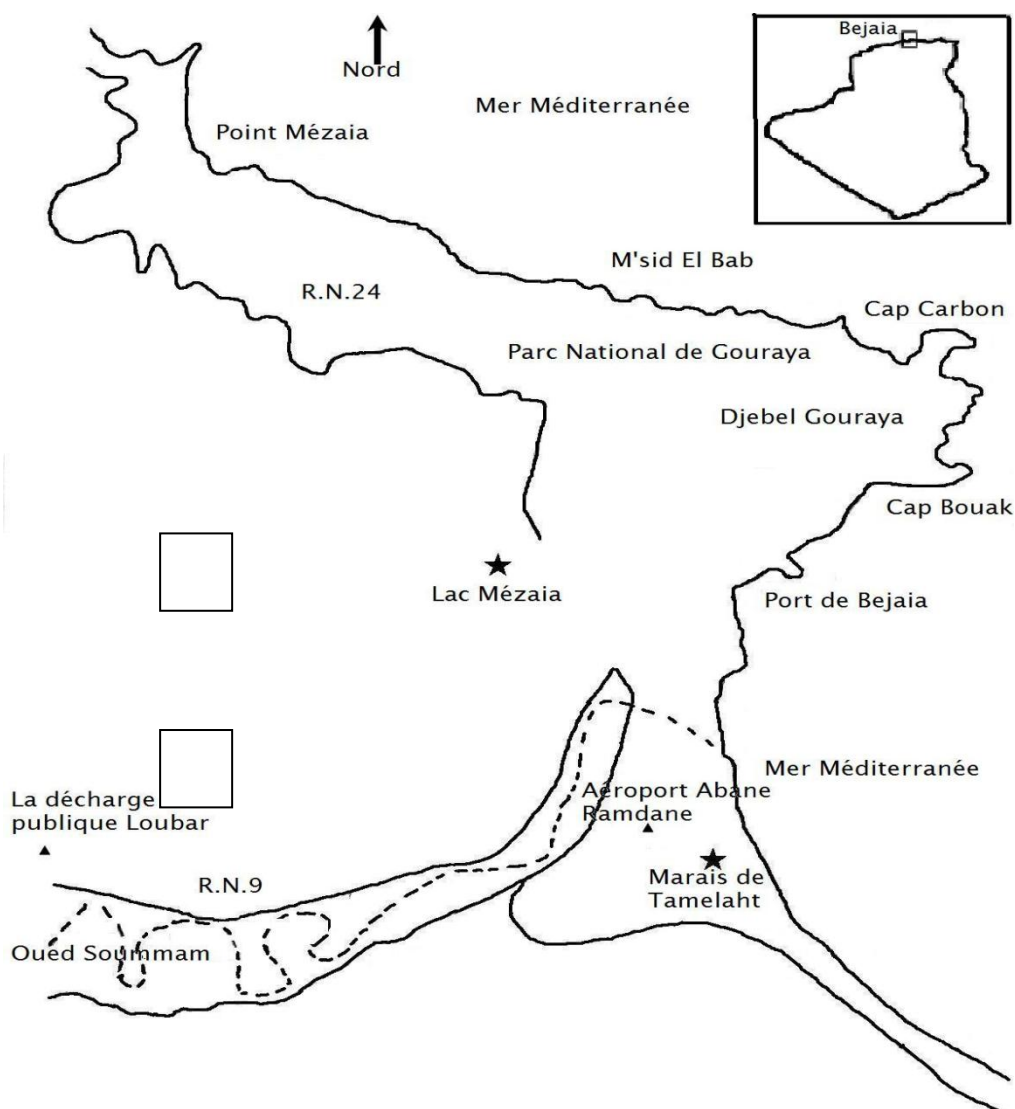 Bejaia
Nord
Mer Méditerranée
Point Mézaia
M'sid El Bab
R.N.24
Cap Carbon
Parc National de Gouraya
Djebel Gouraya
Cap Bouak
Lac Mézaia
Port de Bejaia
Mer Méditerranée
Aéroport Abane
Ramdane
La décharge
publique Loubar
Marais de
Tamelaht
R.N.9
Oued Soummam